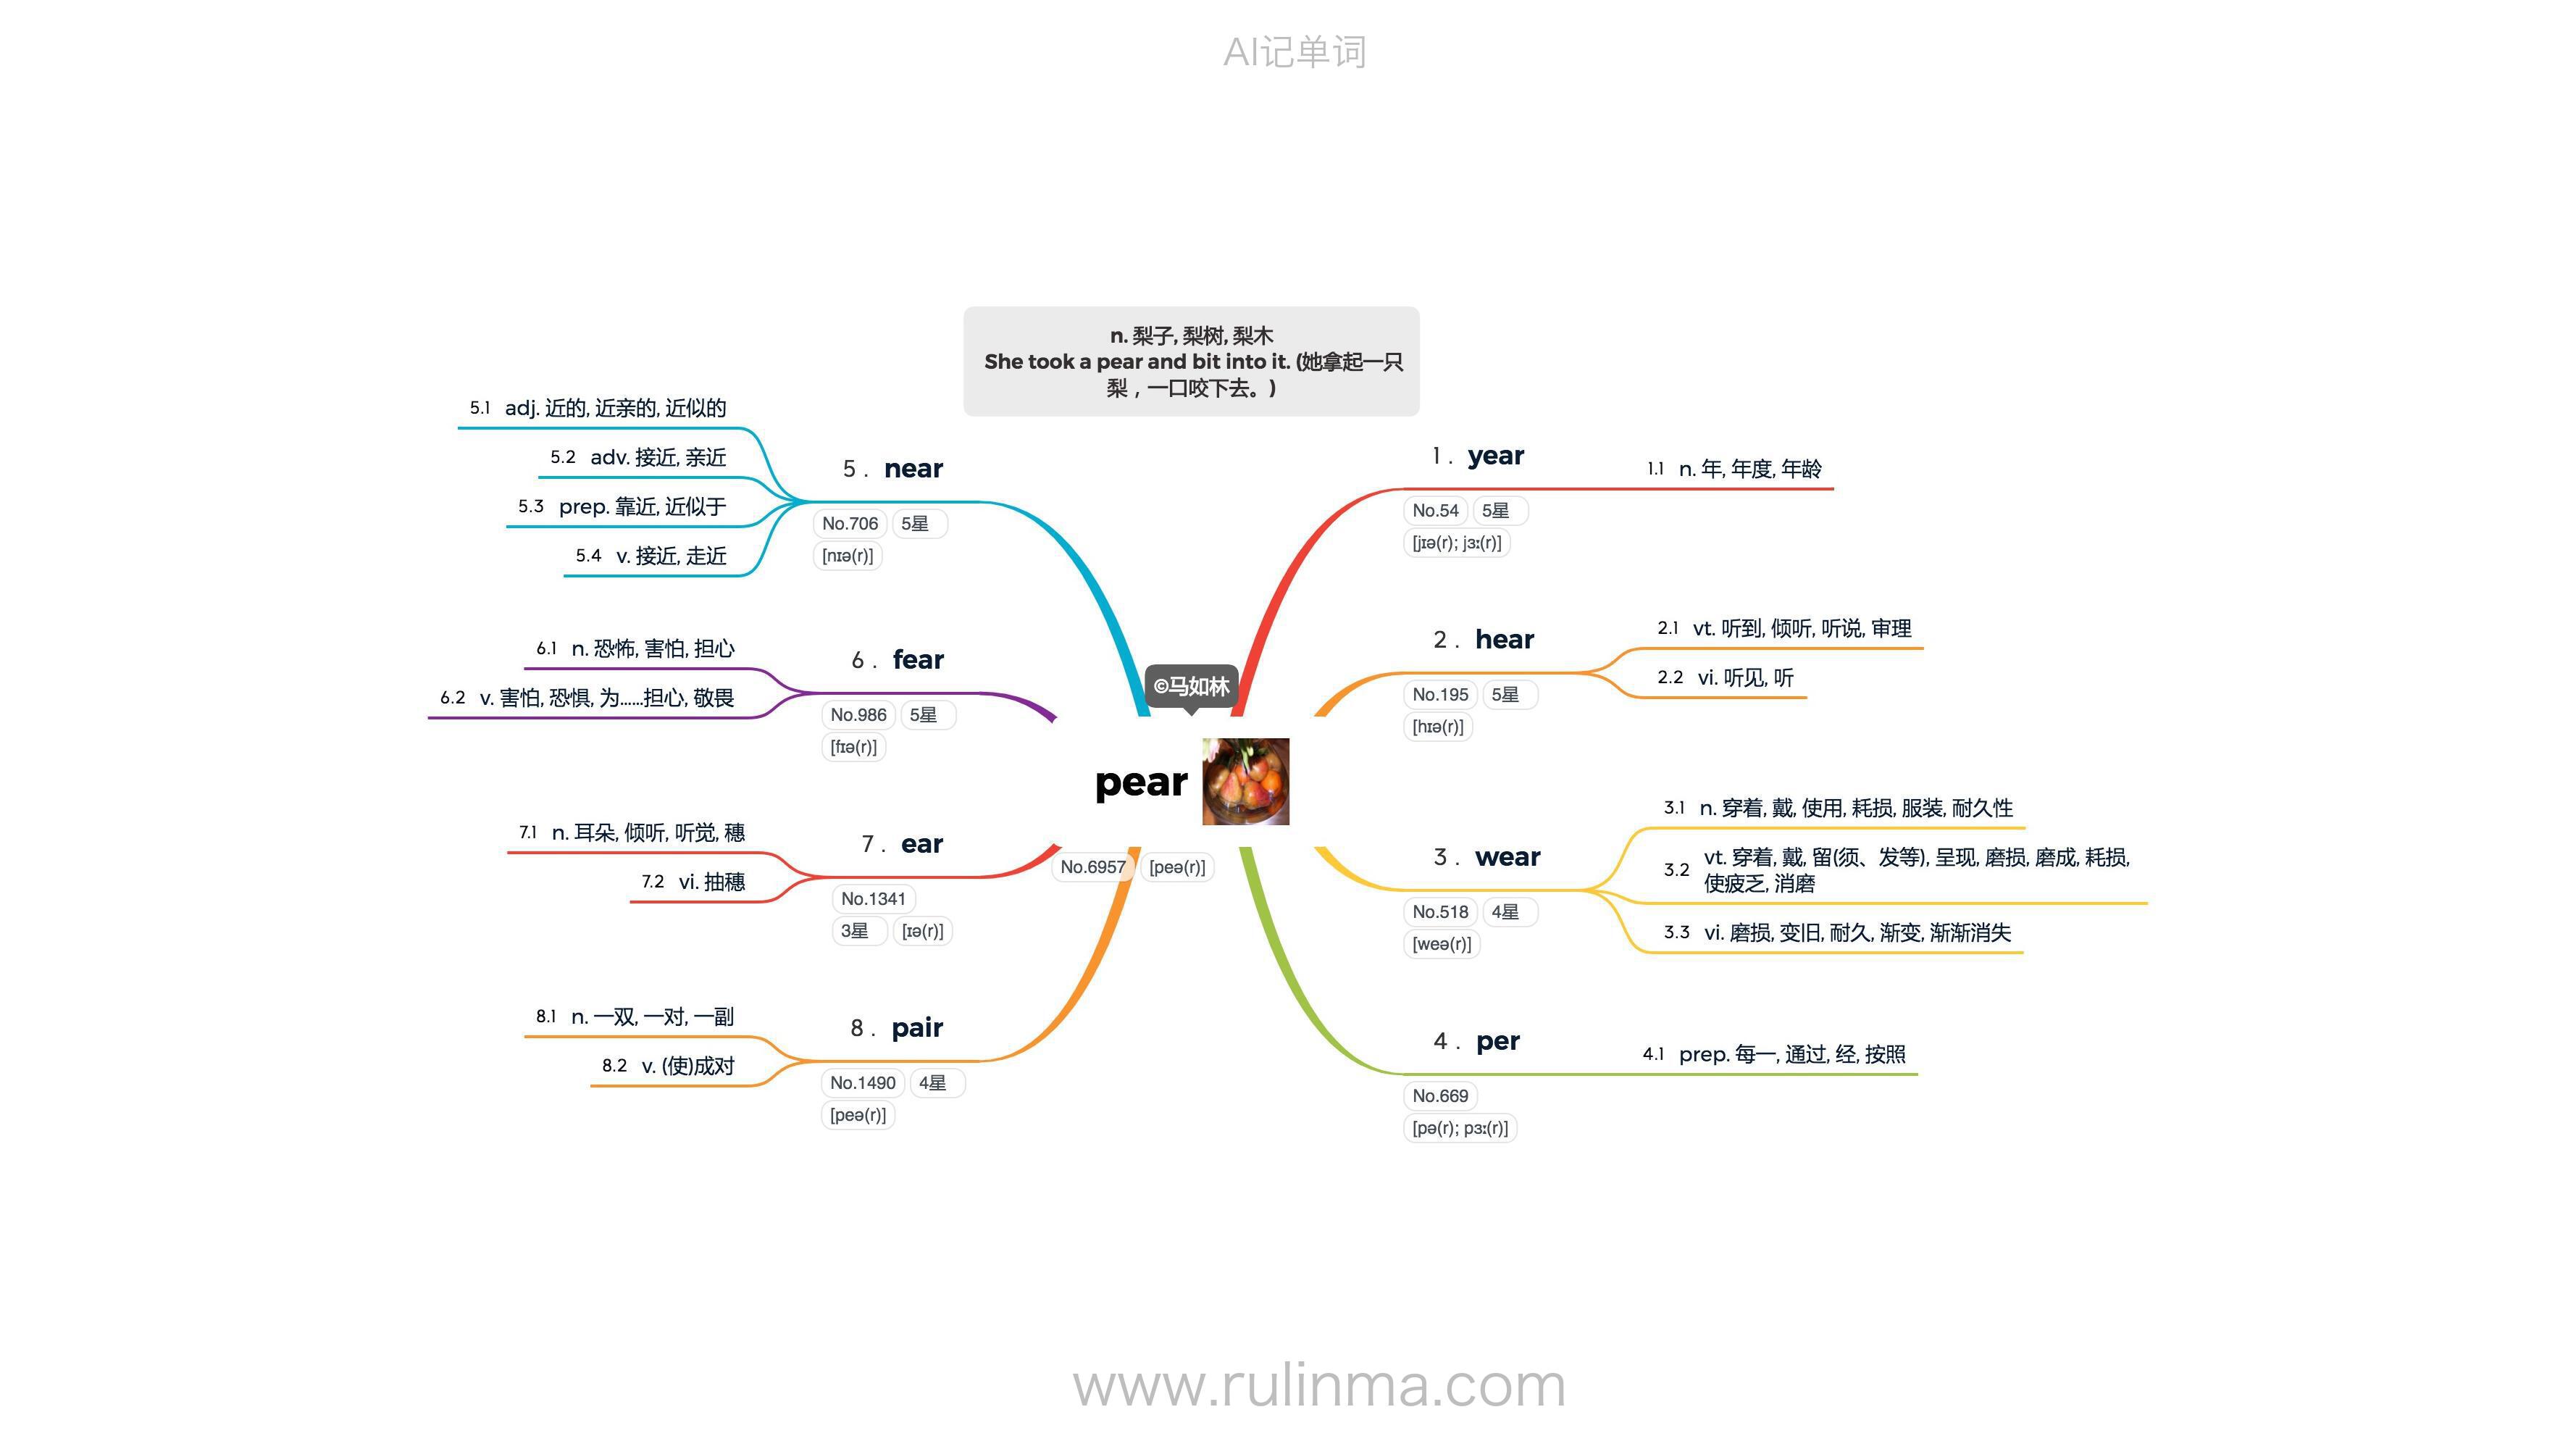 AI记单词
n. 梨子, 梨树, 梨木
She took a pear and bit into it. (她拿起一只
梨，一口咬下去。)
©马如林
pear
No.6957 [peə(r)]
1 . year
No.54 5星
[jɪə(r); jɜː(r)]
1.1 n. 年, 年度, 年龄
2 . hear
No.195 5星
[hɪə(r)]
2.1 vt. 听到, 倾听, 听说, 审理
2.2 vi. 听见, 听
3 . wear
No.518 4星
[weə(r)]
3.1 n. 穿着, 戴, 使用, 耗损, 服装, 耐久性
3.2 vt. 穿着, 戴, 留(须、发等), 呈现, 磨损, 磨成, 耗损,
使疲乏, 消磨
3.3 vi. 磨损, 变旧, 耐久, 渐变, 渐渐消失
4 . per
No.669
[pə(r); pɜː(r)]
4.1 prep. 每一, 通过, 经, 按照
5 . near
No.706 5星
[nɪə(r)]
5.1 adj. 近的, 近亲的, 近似的
5.2 adv. 接近, 亲近
5.3 prep. 靠近, 近似于
5.4 v. 接近, 走近
6 . fear
No.986 5星
[fɪə(r)]
6.1 n. 恐怖, 害怕, 担心
6.2 v. 害怕, 恐惧, 为......担心, 敬畏
7 . ear
No.1341
3星 [ɪə(r)]
7.1 n. 耳朵, 倾听, 听觉, 穗
7.2 vi. 抽穗
8 . pair
No.1490 4星
[peə(r)]
8.1 n. 一双, 一对, 一副
8.2 v. (使)成对
www.rulinma.com